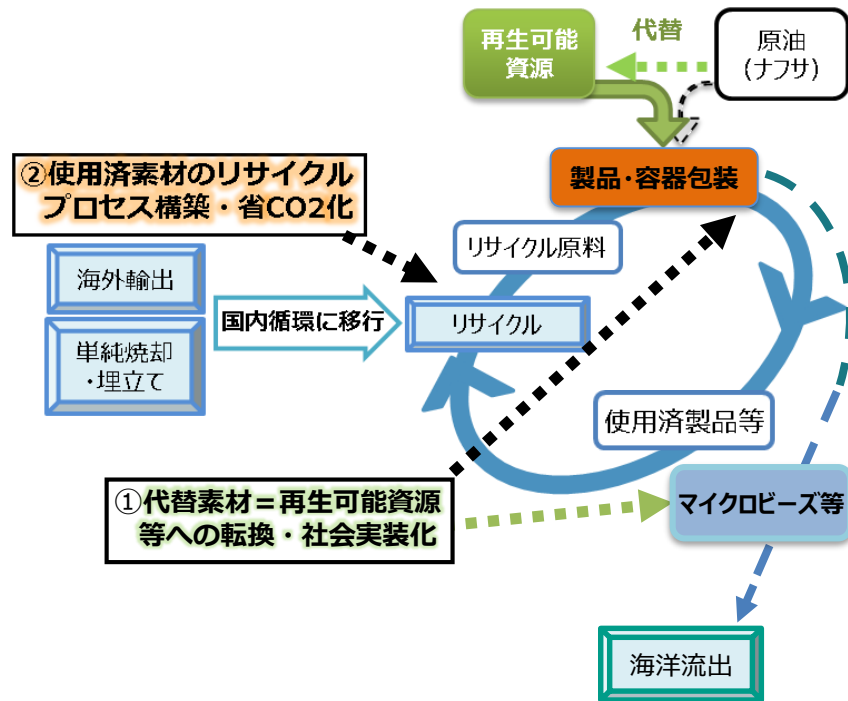 再生可能
資源
代替
原油
(ナフサ)
②使用済素材のリサイクル
プロセス構築・省CO2化
製品・容器包装
リサイクル原料
海外輸出
国内循環に移行
リサイクル
単純焼却
・埋立て
使用済製品等
①代替素材＝再生可能資源
等への転換・社会実装化
マイクロビーズ等
海洋流出